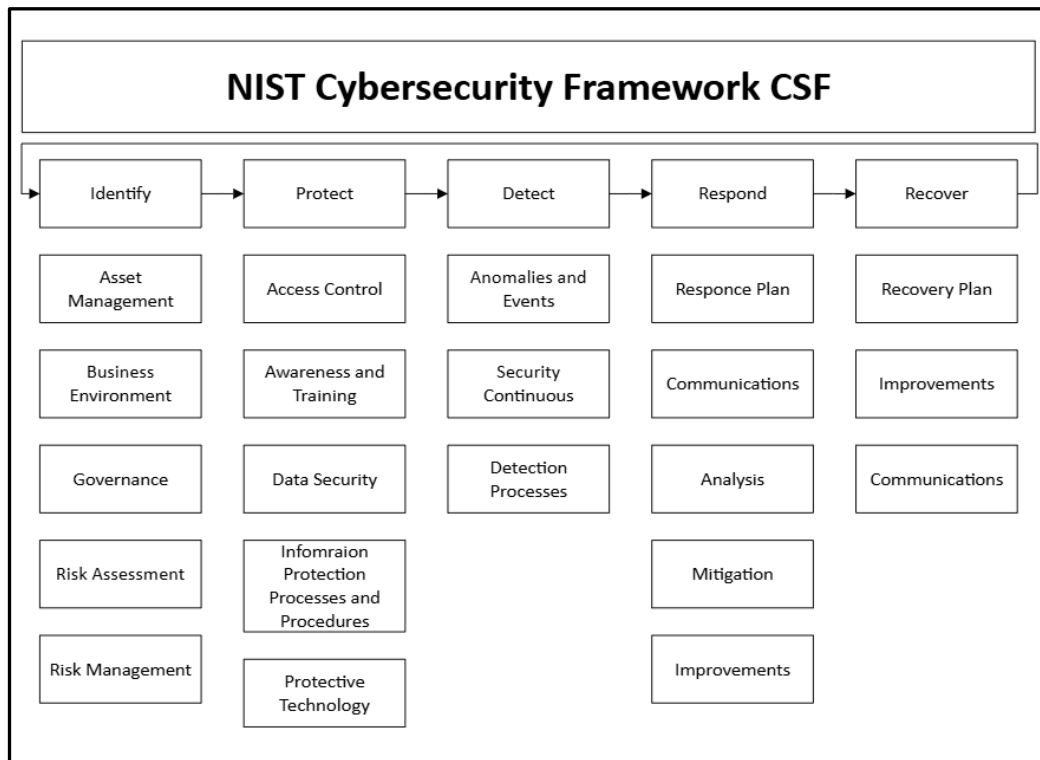 NIST Cybersecurity Framework CSF
Identify
Protect
Detect
Respond
Recover
Asset
Management
Access Control
Anomalies and
Events
Responce Plan
Recovery Plan
Business
Environment
Awareness and
Training
Security
Continuous
Communications
Improvements
Governance
Data Security
Detection
Processes
Analysis
Communications
Risk Assessment
Infomraion
Protection
Processes and
Procedures
Mitigation
Risk Management
Protective
Technology
Improvements